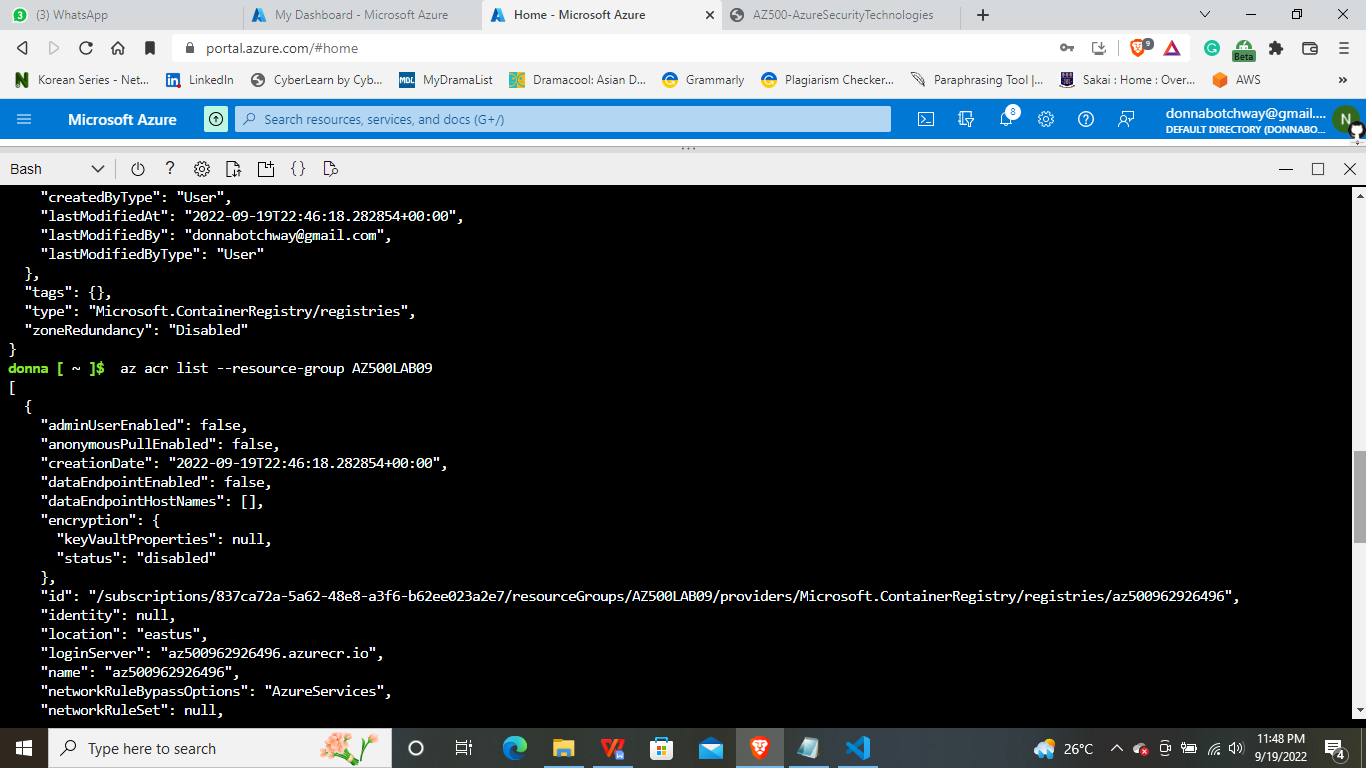 (3) WhatsApp
My Dashboard - Microsoft Azure
Home - Microsoft Azure
AZ500-AzureSecurityTechnologies
portal.azure.com/#home
9
Beta
Korean Series - Net...
LinkedIn
CyberLearn by Cyb...
MDL MyDramaList
Dramacool: Asian D...
Grammarly
Plagiarism Checker...
Paraphrasing Tool |...
Sakai : Home : Over...
AWS
»
Microsoft Azure
Search resources, services, and docs (G+/)
8
donnabotchway@gmail....
DEFAULT DIRECTORY (DONNABO...
N
Bash
"createdByType": "User",
"lastModifiedAt": "2022-09-19T22:46:18.282854+00:00",
"lastModifiedBy": "donnabotchway@gmail.com",
"lastModifiedByType": "User"
},
"tags": {},
"type": "Microsoft.ContainerRegistry/registries",
"zoneRedundancy": "Disabled"
}
donna [ ~ ]$  az acr list --resource-group AZ500LAB09
[
{
"adminUserEnabled": false,
"anonymousPullEnabled": false,
"creationDate": "2022-09-19T22:46:18.282854+00:00",
"dataEndpointEnabled": false,
"dataEndpointHostNames": [],
"encryption": {
"keyVaultProperties": null,
"status": "disabled"
},
"id": "/subscriptions/837ca72a-5a62-48e8-a3f6-b62ee023a2e7/resourceGroups/AZ500LAB09/providers/Microsoft.ContainerRegistry/registries/az500962926496",
"identity": null,
"location": "eastus",
"loginServer": "az500962926496.azurecr.io",
"name": "az500962926496",
"networkRuleBypassOptions": "AzureServices",
"networkRuleSet": null,
Type here to search
26°C
11:48 PM
9/19/2022
4